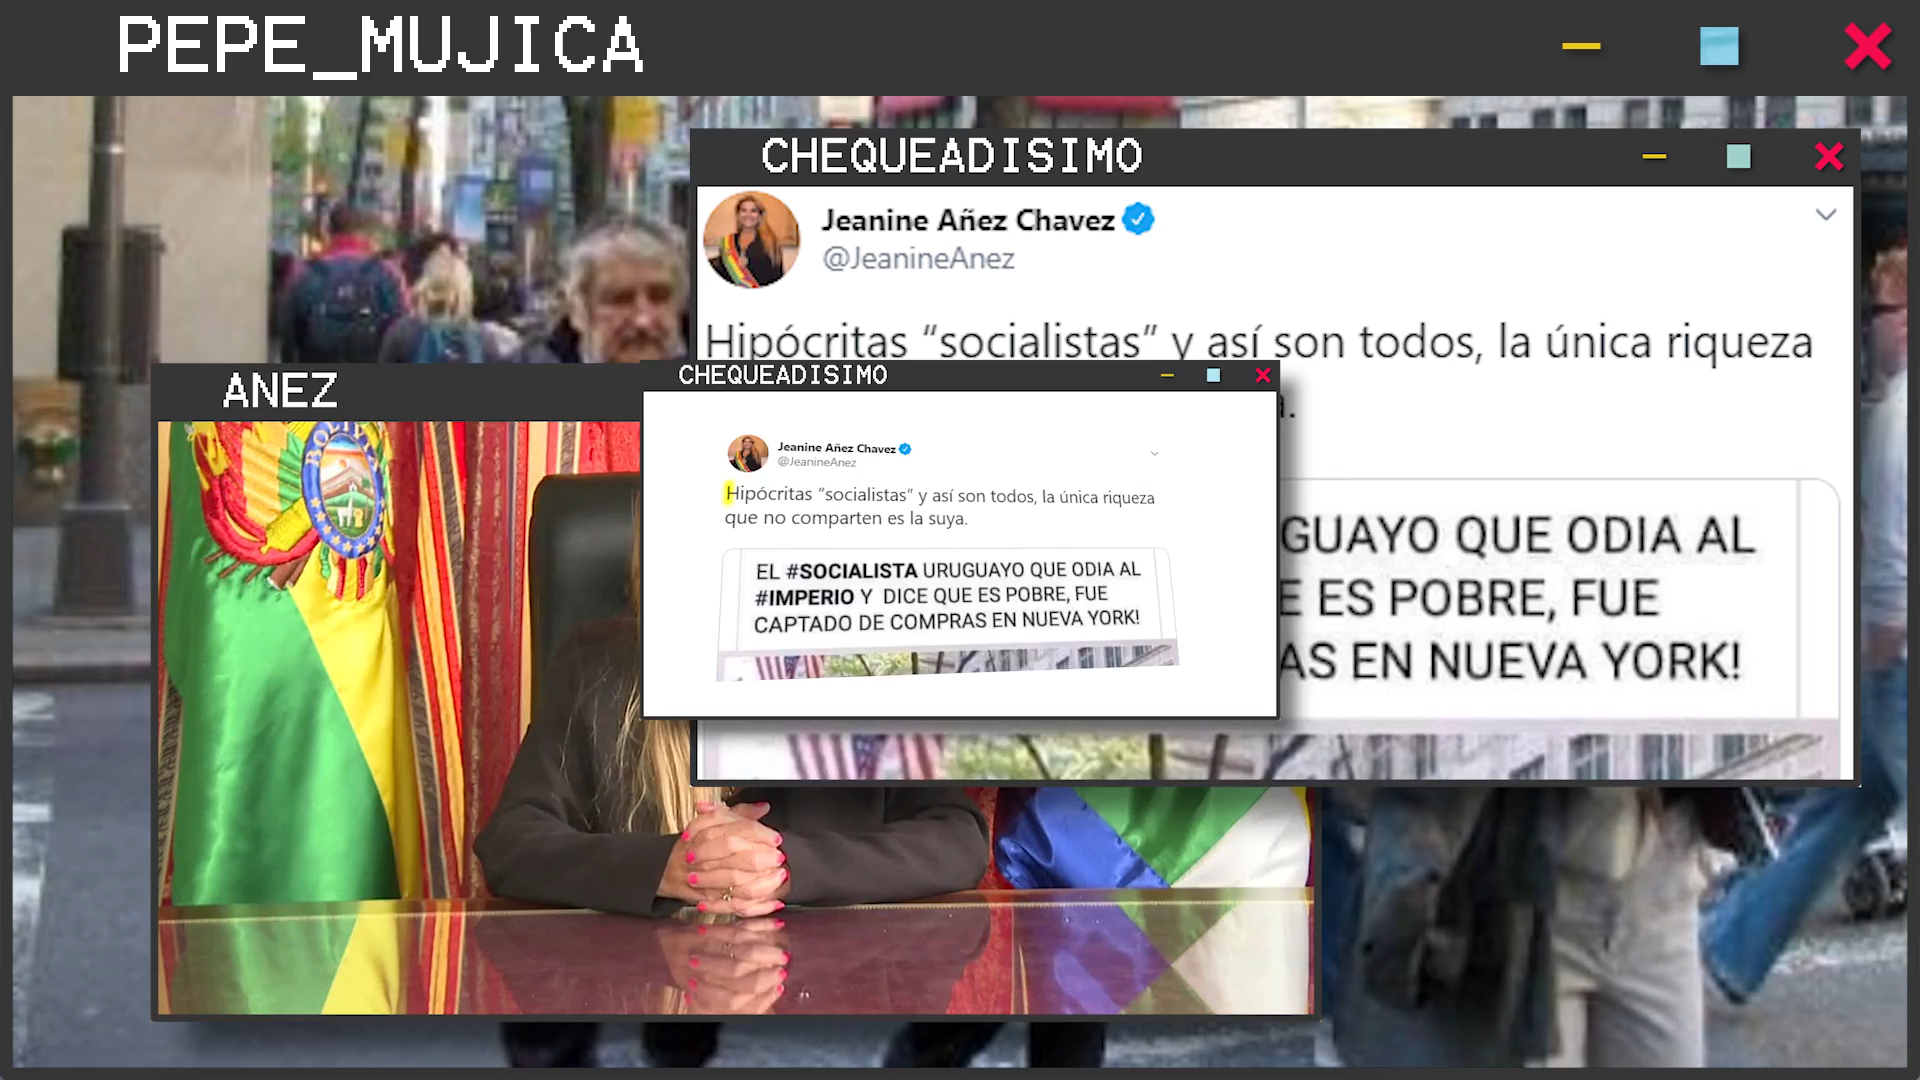 PEPE_MUJICA
CHEQUEADISIMO
Jeanine Añez Chavez
@JeanineAnez
Hipócritas “socialistas” y así son todos, la única riqueza
ANEZ
BOLIVIA
CHEQUEADISIMO
Jeanine Añez Chavez
@JeanineAnez
Hipócritas “socialistas” y así son todos, la única riqueza
que no comparten es la suya.
EL #SOCIALISTA URUGUAYO QUE ODIA AL
#IMPERIO Y DICE QUE ES POBRE, FUE
CAPTADO DE COMPRAS EN NUEVA YORK!
GUAYO QUE ODIA AL
E ES POBRE, FUE
AS EN NUEVA YORK!